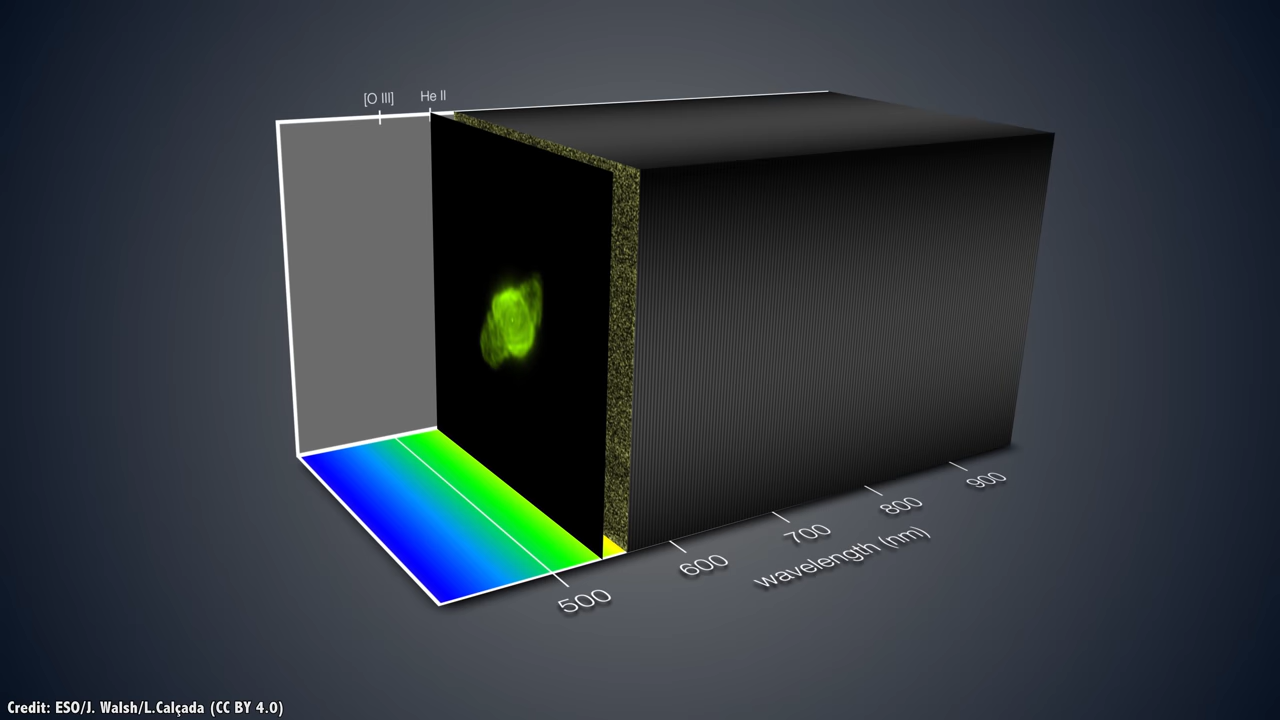 [O III]
He II
500
600
700
800
900
wavelength (nm)
Credit: ESO/J. Walsh/L.Calçada (CC BY 4.0)